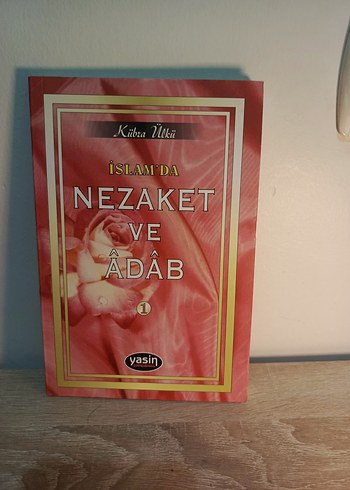 Kübra Ülkü
İSLAM'DA
NEZAKET
VE
ÂDÂB
1
yasin